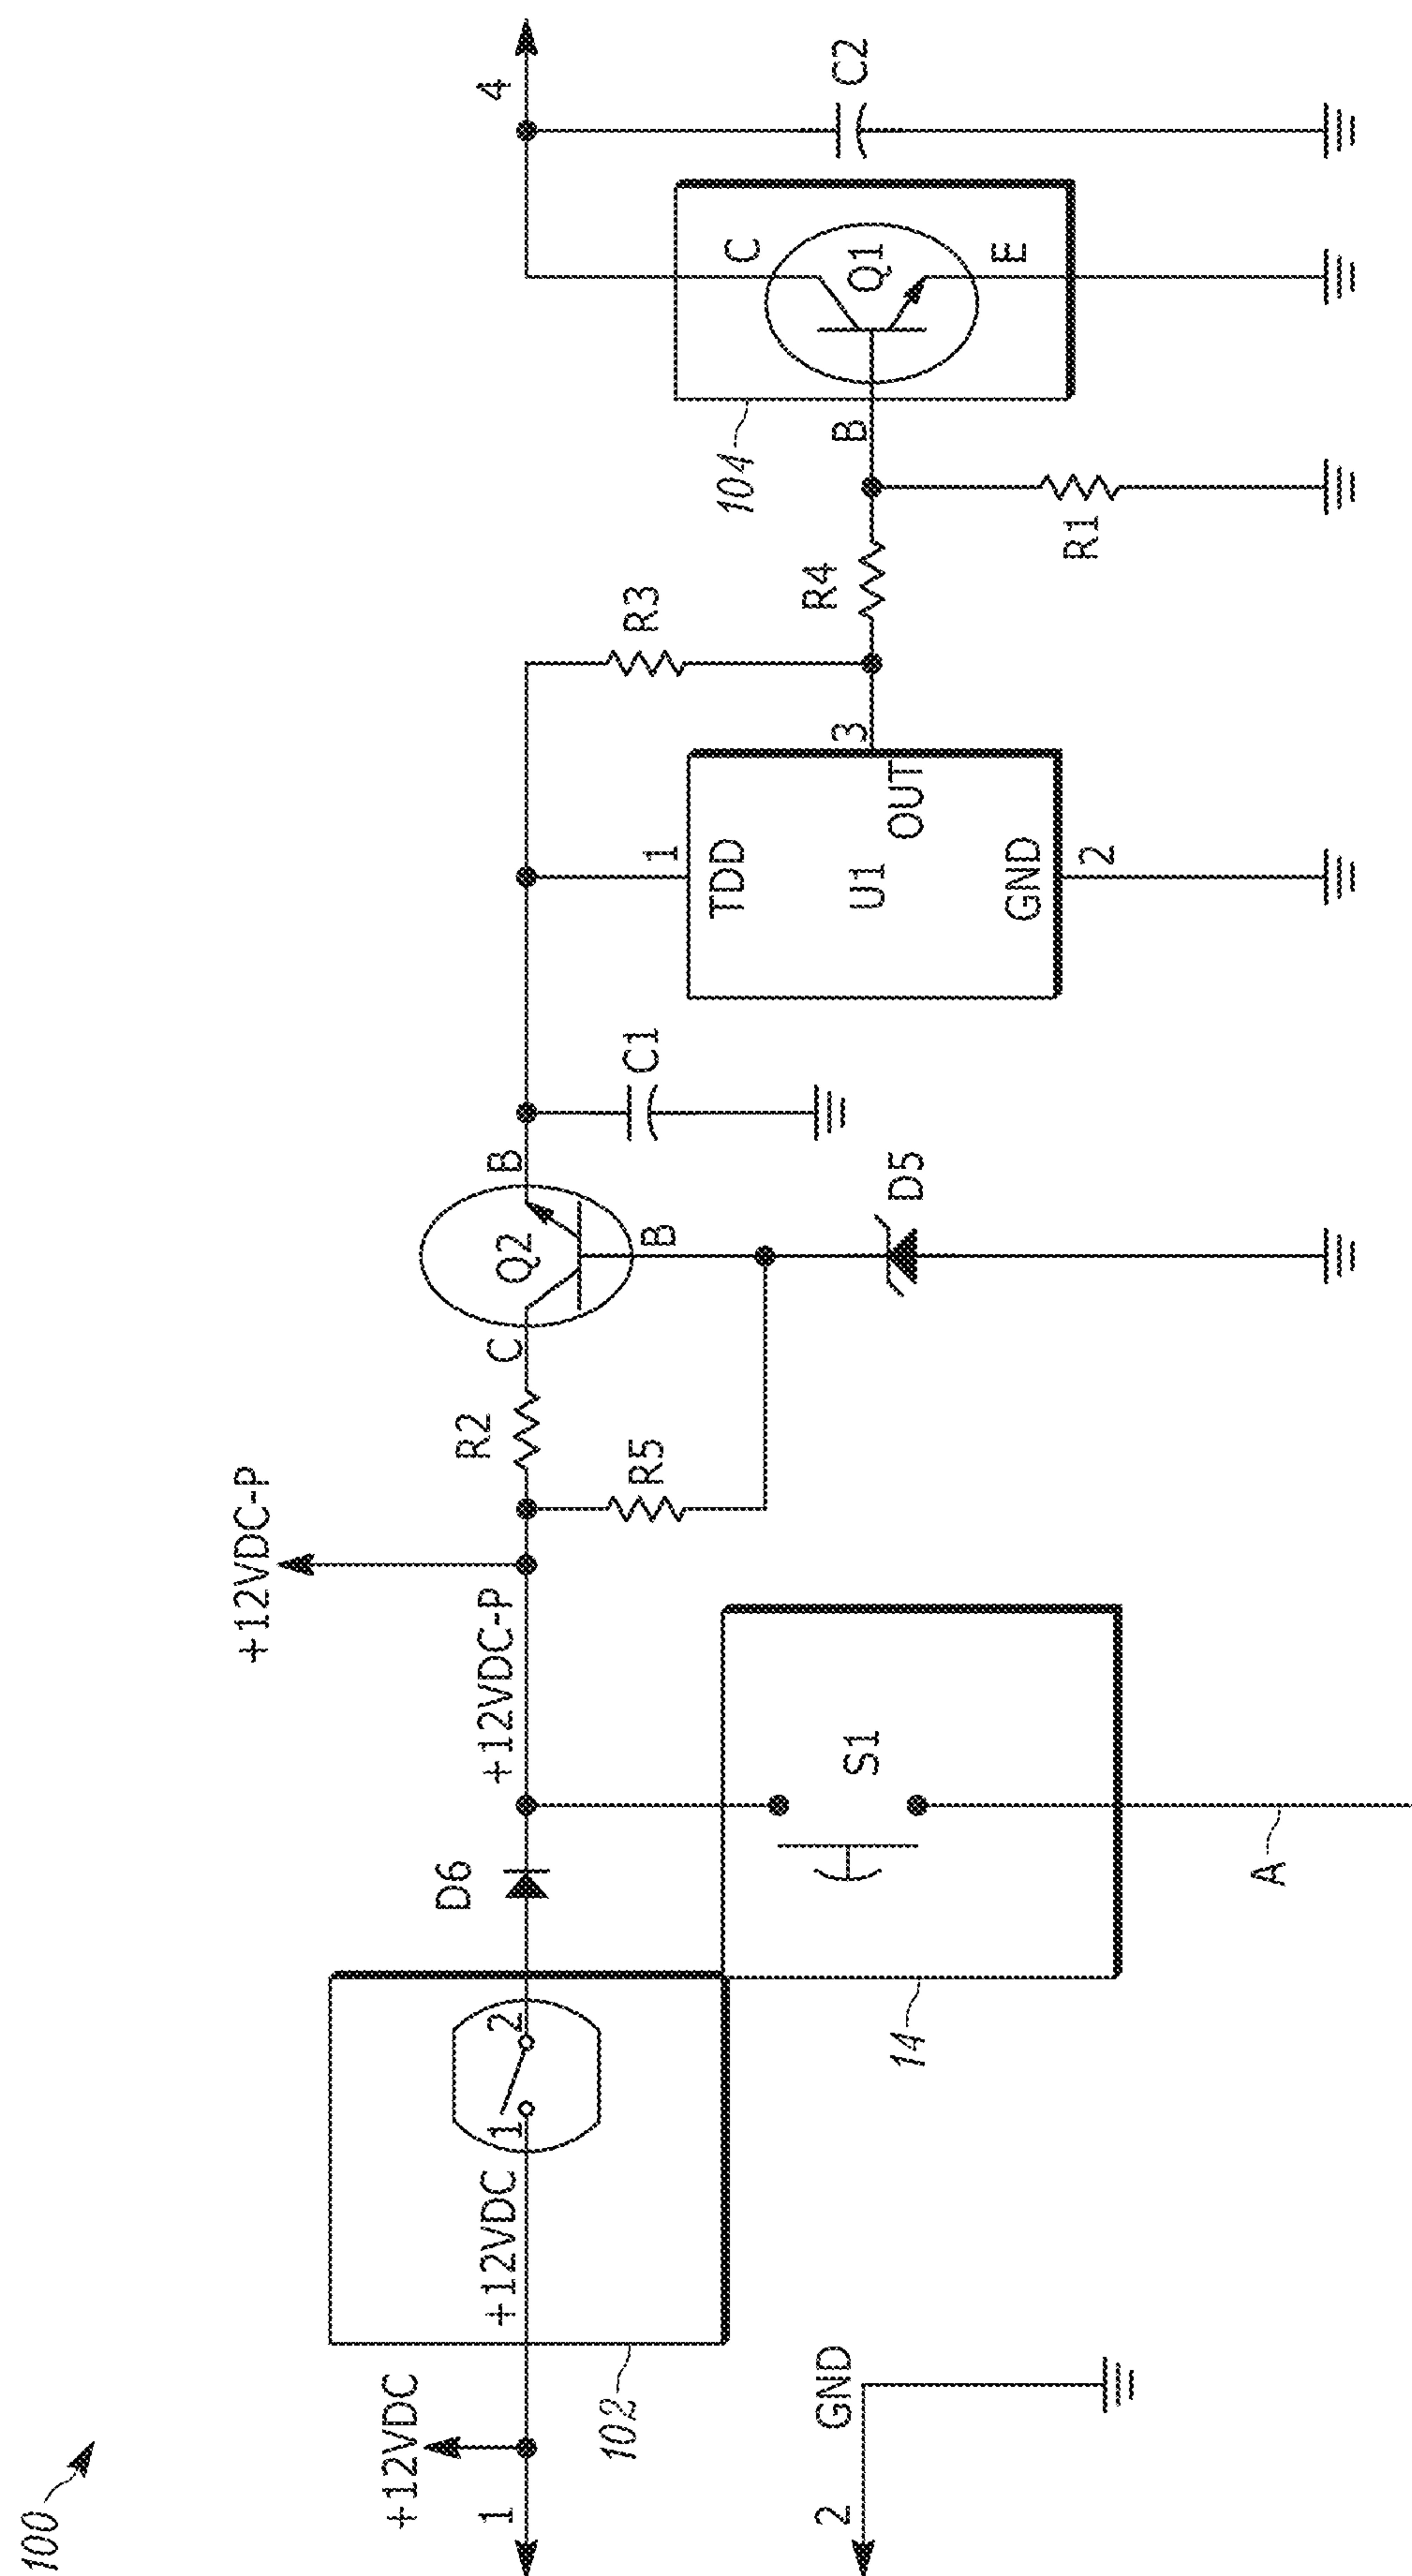 100
+12VDC
1
+12VDC
1
2
102
2
GND
D6
+12VDC-P
+12VDC-P
14
S1
A
R2
R5
C
Q2
B
B
D5
C1
1
TDD
U1
OUT
3
GND
2
R3
R4
R1
104
B
C
Q1
E
4
C2